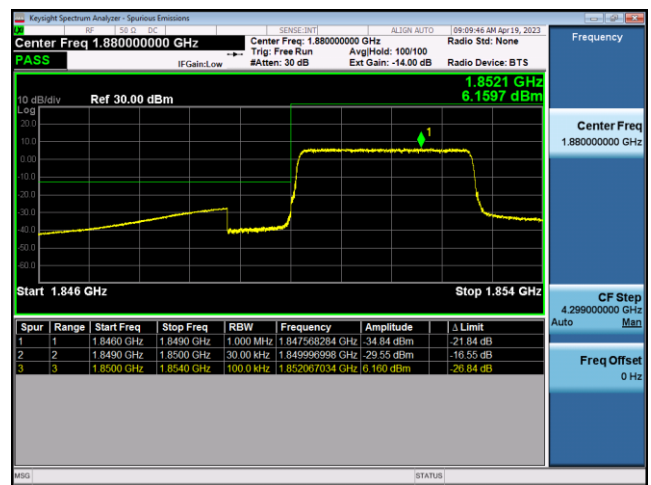 Keysight Spectrum Analyzer - Spurious Emissions
RF 50 Ω DC SENSE:INT ALIGN AUTO 09:09:46 AM Apr 19, 2023
Center Freq 1.880000000 GHz
Center Freq: 1.880000000 GHz Radio Std: None
Trig: Free Run Avg|Hold: 100/100
PASS IFGain:Low #Atten: 30 dB Ext Gain: -14.00 dB Radio Device: BTS
Frequency
1.8521 GHz
6.1597 dBm
10 dB/div Ref 30.00 dBm
Log
20.0
10.0
0.00
-10.0
-20.0
-30.0
-40.0
-50.0
-60.0
1
Start 1.846 GHz Stop 1.854 GHz
Center Freq
1.880000000 GHz
CF Step
4.299000000 GHz
Auto Man
Freq Offset
0 Hz
Spur Range Start Freq Stop Freq RBW Frequency Amplitude Δ Limit
1 1 1.8460 GHz 1.8490 GHz 1.000 MHz 1.847568284 GHz -34.84 dBm -21.84 dB
2 2 1.8490 GHz 1.8500 GHz 30.00 kHz 1.849996998 GHz -29.55 dBm -16.55 dB
3 3 1.8500 GHz 1.8540 GHz 100.0 kHz 1.852067034 GHz 6.160 dBm -26.84 dB
MSG STATUS